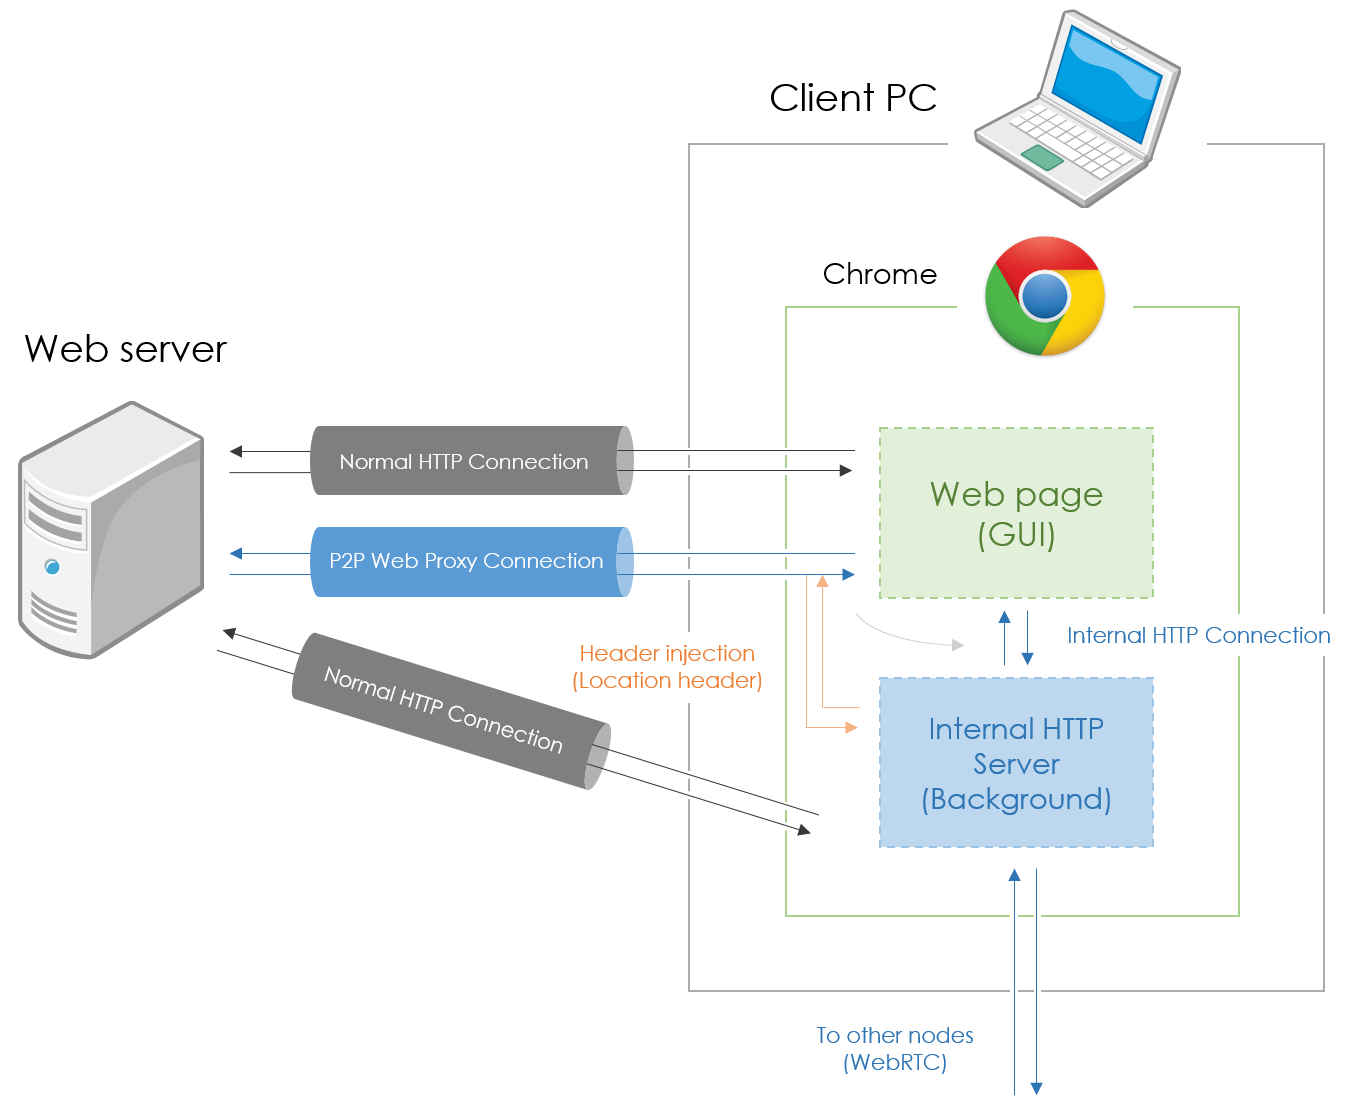 Client PC
Chrome
Web server
Normal HTTP Connection
Web page
(GUI)
P2P Web Proxy Connection
Internal HTTP Connection
Header injection
(Location header)
Normal HTTP Connection
Internal HTTP
Server
(Background)
To other nodes
(WebRTC)